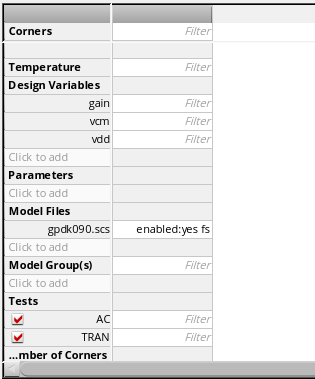 Corners Filter
Temperature Filter
Design Variables
gain Filter
vcm Filter
vdd Filter
Click to add
Parameters
Click to add
Model Files
gpdk090.scs enabled:yes fs
Click to add
Model Group(s) Filter
Click to add
Tests
AC Filter
TRAN Filter
...mber of Corners